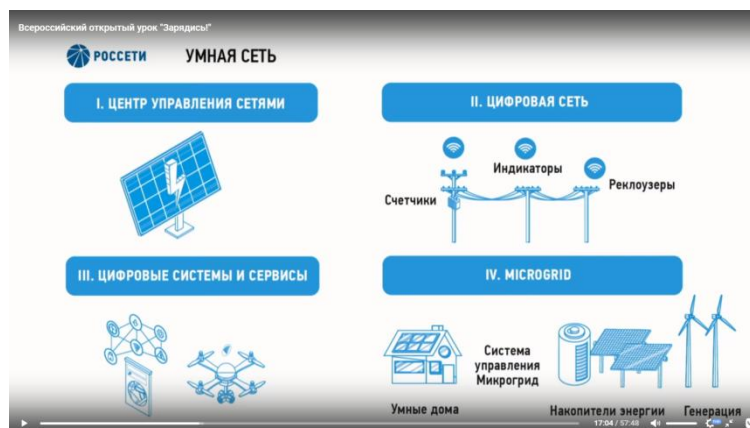 Всероссийский открытый урок "Зарядись!"
РОССЕТИ
УМНАЯ СЕТЬ
I. ЦЕНТР УПРАВЛЕНИЯ СЕТЯМИ
II. ЦИФРОВАЯ СЕТЬ
Индикаторы
Реклоузеры
Счетчики
III. ЦИФРОВЫЕ СИСТЕМЫ И СЕРВИСЫ
IV. MICROGRID
Система
управления
Микрогрид
Умные дома
Накопители энергии
Генерация
17:04 / 57:48